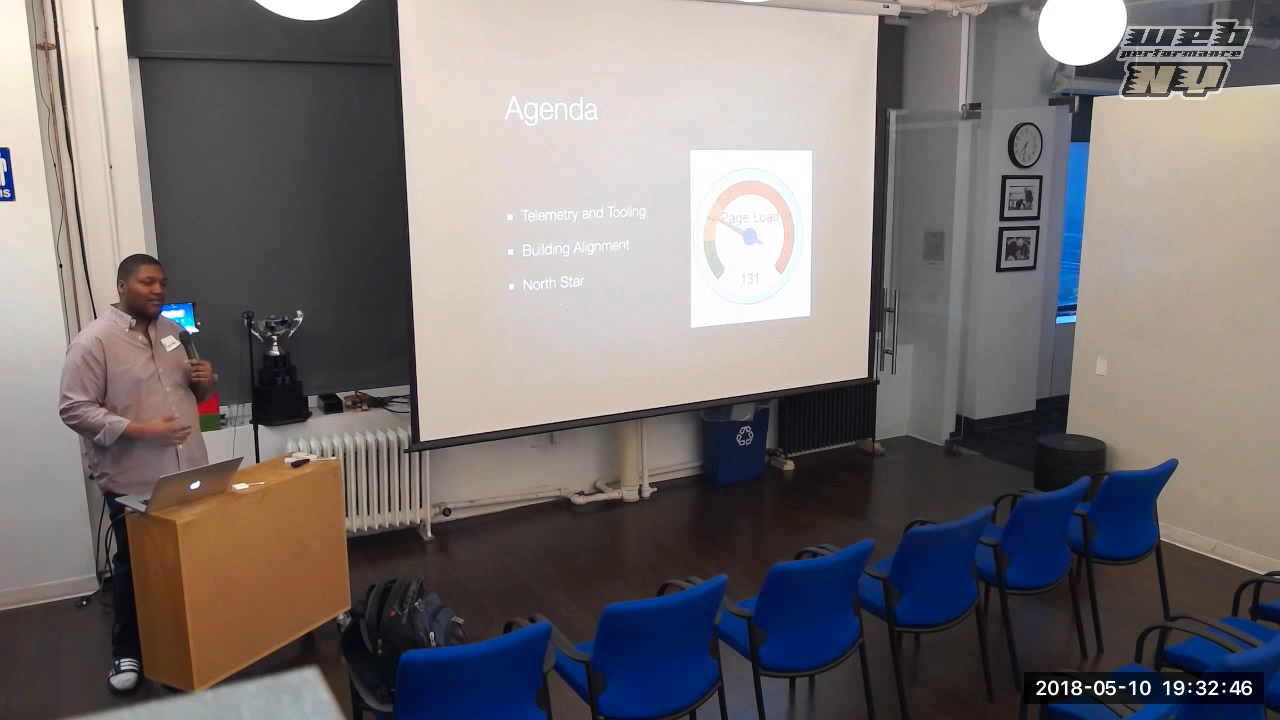 web
performance
NY
Agenda
Telemetry and Tooling
Building Alignment
North Star
Page Load
131
2018-05-10 19:32:46